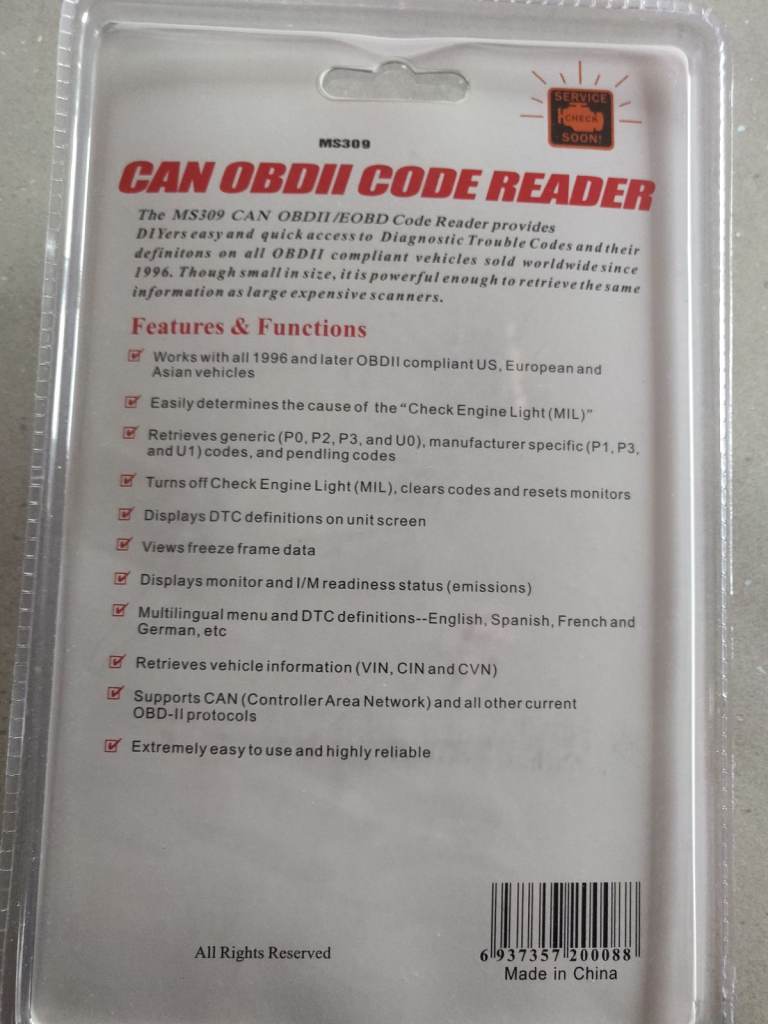 SERVICE
CHECK
SOON!
MS309
CAN OBDII CODE READER
The MS309 CAN OBDII/EOBD Code Reader provides
DIYers easy and quick access to Diagnostic Trouble Codes and their
definitons on all OBDII compliant vehicles sold worldwide since
1996. Though small in size, it is powerful enough to retrieve the same
information as large expensive scanners.
Features & Functions
Works with all 1996 and later OBDII compliant US, European and
Asian vehicles
Easily determines the cause of the "Check Engine Light (MIL)"
Retrieves generic (P0, P2, P3, and U0), manufacturer specific (P1, P3,
and U1) codes, and pendling codes
Turns off Check Engine Light (MIL), clears codes and resets monitors
Displays DTC definitions on unit screen
Views freeze frame data
Displays monitor and I/M readiness status (emissions)
Multilingual menu and DTC definitions--English, Spanish, French and
German, etc
Retrieves vehicle information (VIN, CIN and CVN)
Supports CAN (Controller Area Network) and all other current
OBD-II protocols
Extremely easy to use and highly reliable
All Rights Reserved
6 937357 200088
Made in China